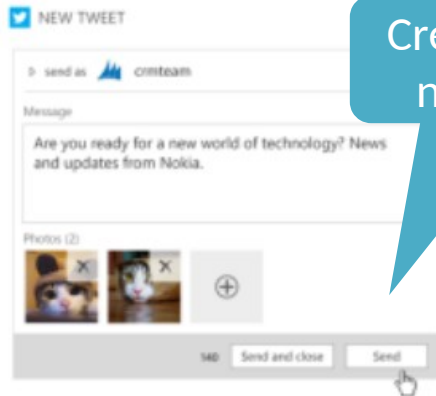 NEW TWEET
send as crmteam
Message
Are you ready for a new world of technology? News
and updates from Nokia.
Photos (2)
140 Send and close Send